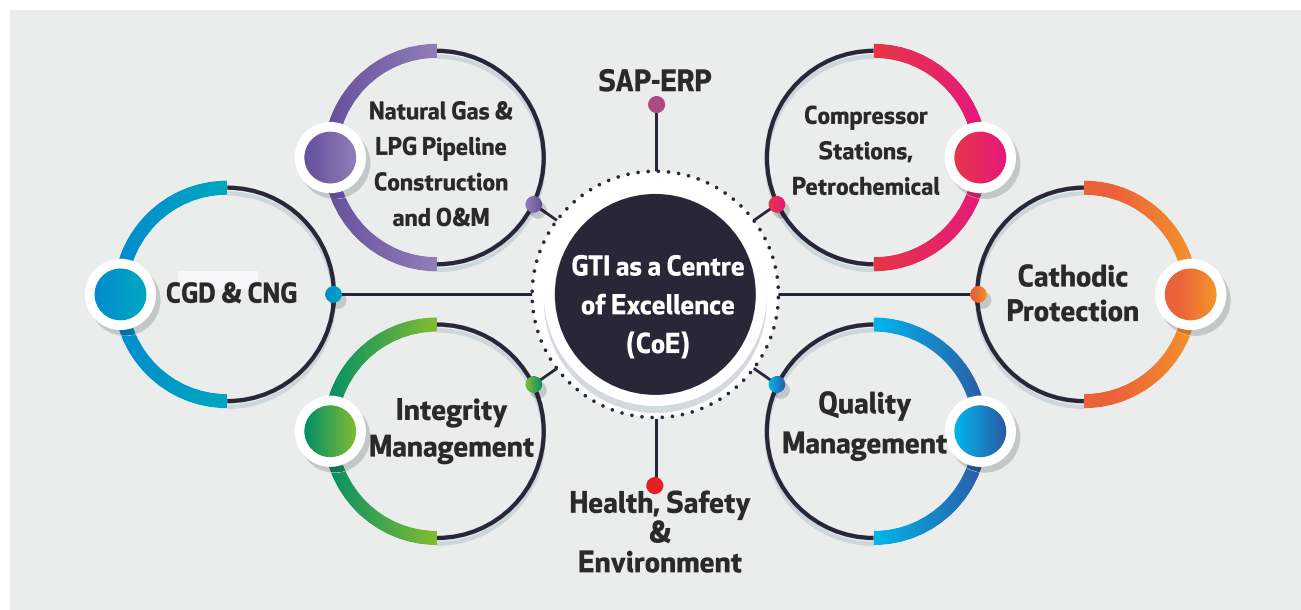 SAP-ERP
Natural Gas &
LPG Pipeline
Construction
and O&M
Compressor
Stations,
Petrochemical
CGD & CNG
GTI as a Centre
of Excellence
(CoE)
Cathodic
Protection
Integrity
Management
Quality
Management
Health, Safety
&
Environment